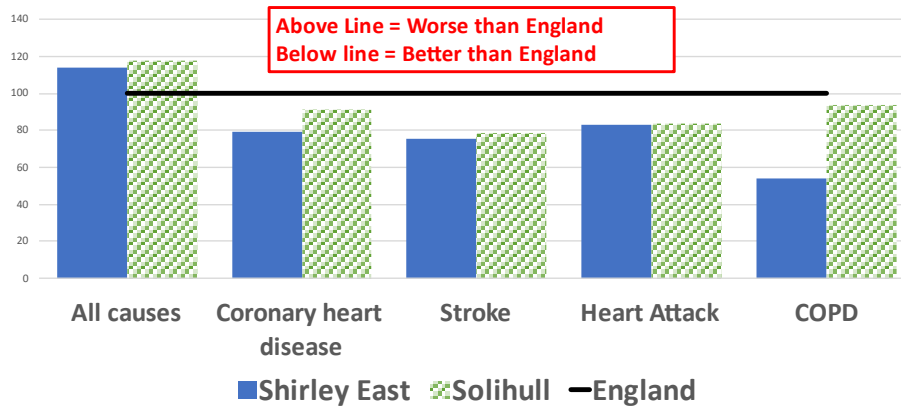 140
Above Line = Worse than England
Below line = Better than England
120
100
80
60
40
20
0
All causes
Coronary heart
disease
Stroke
Heart Attack
COPD
Shirley East
Solihull
England